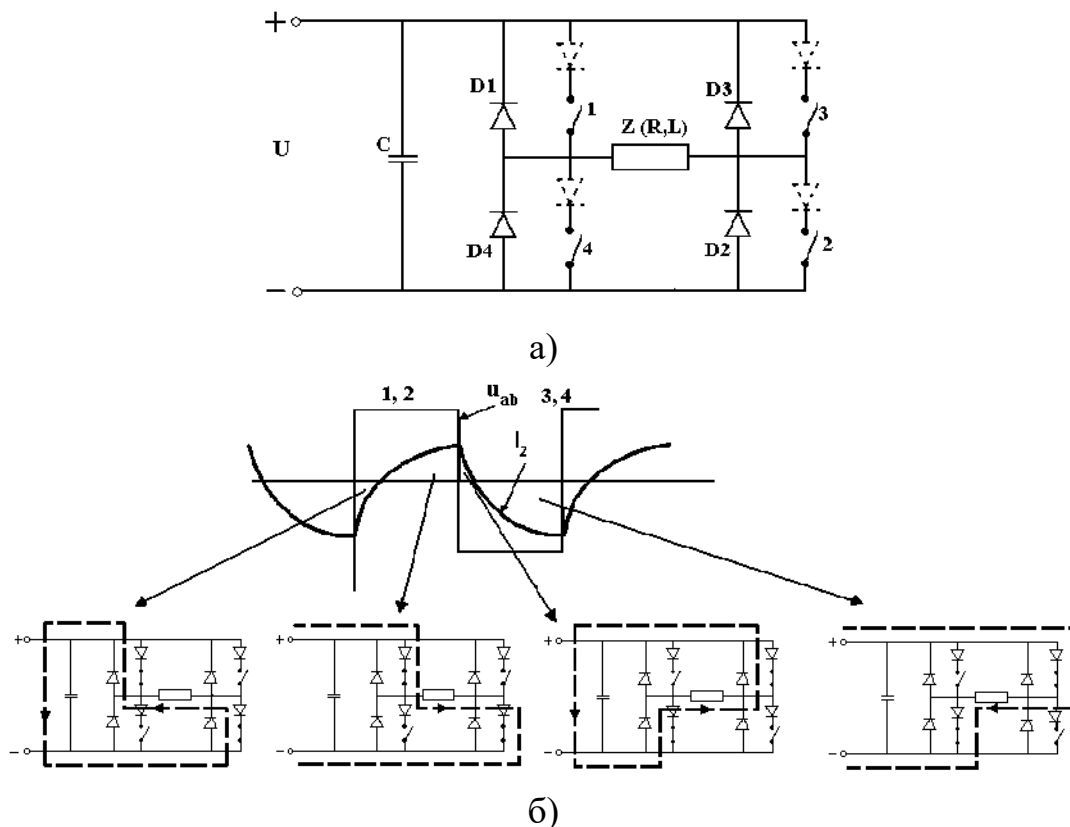 +
D1
1
D3
3
Z (R,L)
U
C
D4
4
D2
2
−
а)
1, 2
u_ab
3, 4
I_2
+
+
+
+
−
−
−
−
б)